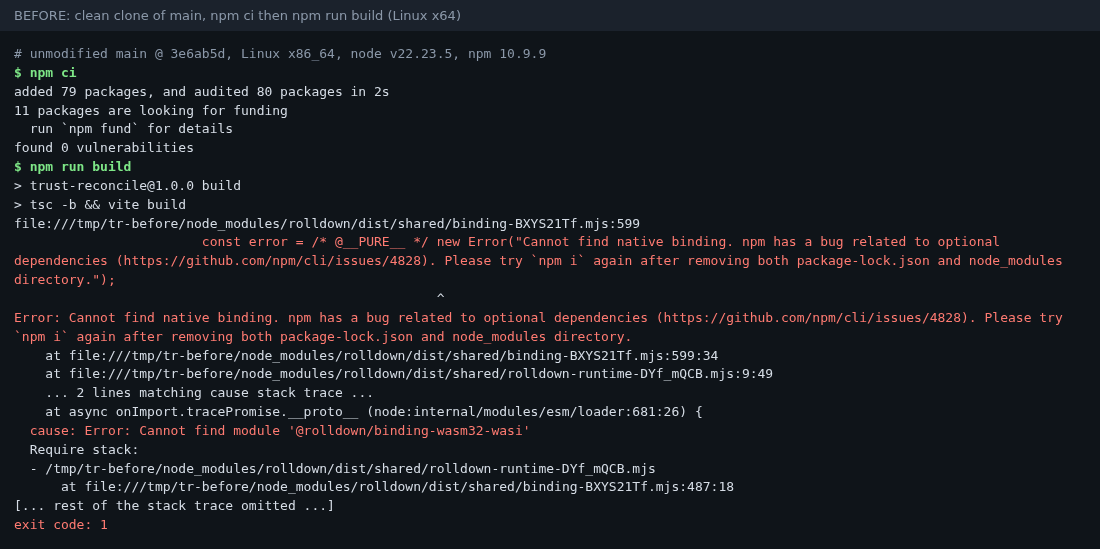 BEFORE: clean clone of main, npm ci then npm run build (Linux x64)
# unmodified main @ 3e6ab5d, Linux x86_64, node v22.23.5, npm 10.9.9
$ npm ci
added 79 packages, and audited 80 packages in 2s
11 packages are looking for funding
  run `npm fund` for details
found 0 vulnerabilities
$ npm run build
> trust-reconcile@1.0.0 build
> tsc -b && vite build
file:///tmp/tr-before/node_modules/rolldown/dist/shared/binding-BXYS21Tf.mjs:599
                        const error = /* @__PURE__ */ new Error("Cannot find native binding. npm has a bug related to optional
dependencies (https://github.com/npm/cli/issues/4828). Please try `npm i` again after removing both package-lock.json and node_modules
directory.");
                                                      ^
Error: Cannot find native binding. npm has a bug related to optional dependencies (https://github.com/npm/cli/issues/4828). Please try
`npm i` again after removing both package-lock.json and node_modules directory.
    at file:///tmp/tr-before/node_modules/rolldown/dist/shared/binding-BXYS21Tf.mjs:599:34
    at file:///tmp/tr-before/node_modules/rolldown/dist/shared/rolldown-runtime-DYf_mQCB.mjs:9:49
    ... 2 lines matching cause stack trace ...
    at async onImport.tracePromise.__proto__ (node:internal/modules/esm/loader:681:26) {
  cause: Error: Cannot find module '@rolldown/binding-wasm32-wasi'
  Require stack:
  - /tmp/tr-before/node_modules/rolldown/dist/shared/rolldown-runtime-DYf_mQCB.mjs
      at file:///tmp/tr-before/node_modules/rolldown/dist/shared/binding-BXYS21Tf.mjs:487:18
[... rest of the stack trace omitted ...]
exit code: 1